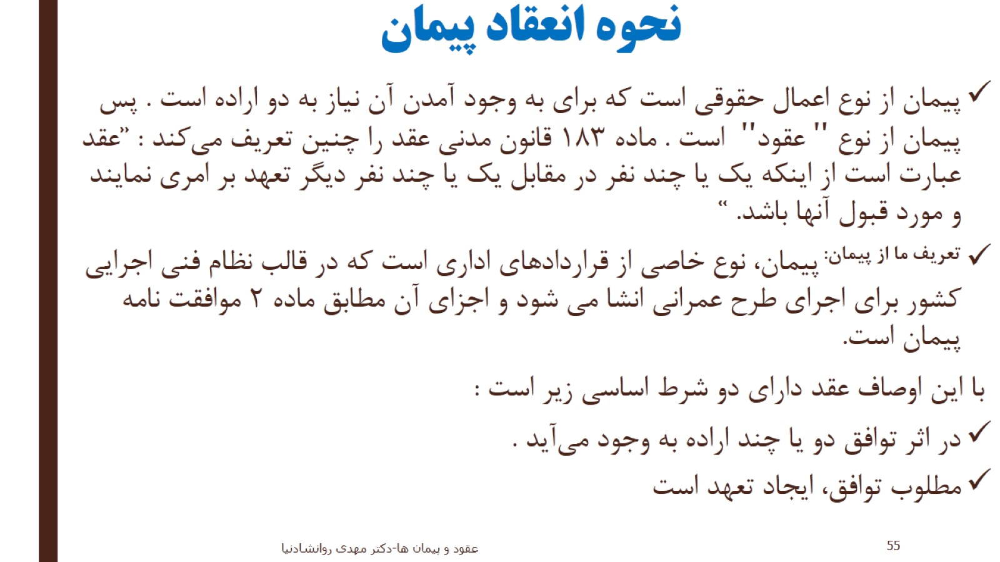 نحوه انعقاد پیمان
✓ پیمان از نوع اعمال حقوقی است که برای به وجود آمدن آن نیاز به دو اراده است . پس
پیمان از نوع '' عقود'' است . ماده ۱۸۳ قانون مدنی عقد را چنین تعریف می‌کند : »عقد
عبارت است از اینکه یک یا چند نفر در مقابل یک یا چند نفر دیگر تعهد بر امری نمایند
و مورد قبول آنها باشد. «
✓ تعریف ما از پیمان: پیمان، نوع خاصی از قراردادهای اداری است که در قالب نظام فنی اجرایی
کشور برای اجرای طرح عمرانی انشا می شود و اجزای آن مطابق ماده ۲ موافقت نامه
پیمان است.
با این اوصاف عقد دارای دو شرط اساسی زیر است :
✓ در اثر توافق دو یا چند اراده به وجود می‌آید .
✓ مطلوب توافق، ایجاد تعهد است
عقود و پیمان ها-دکتر مهدی روانشادنیا
55